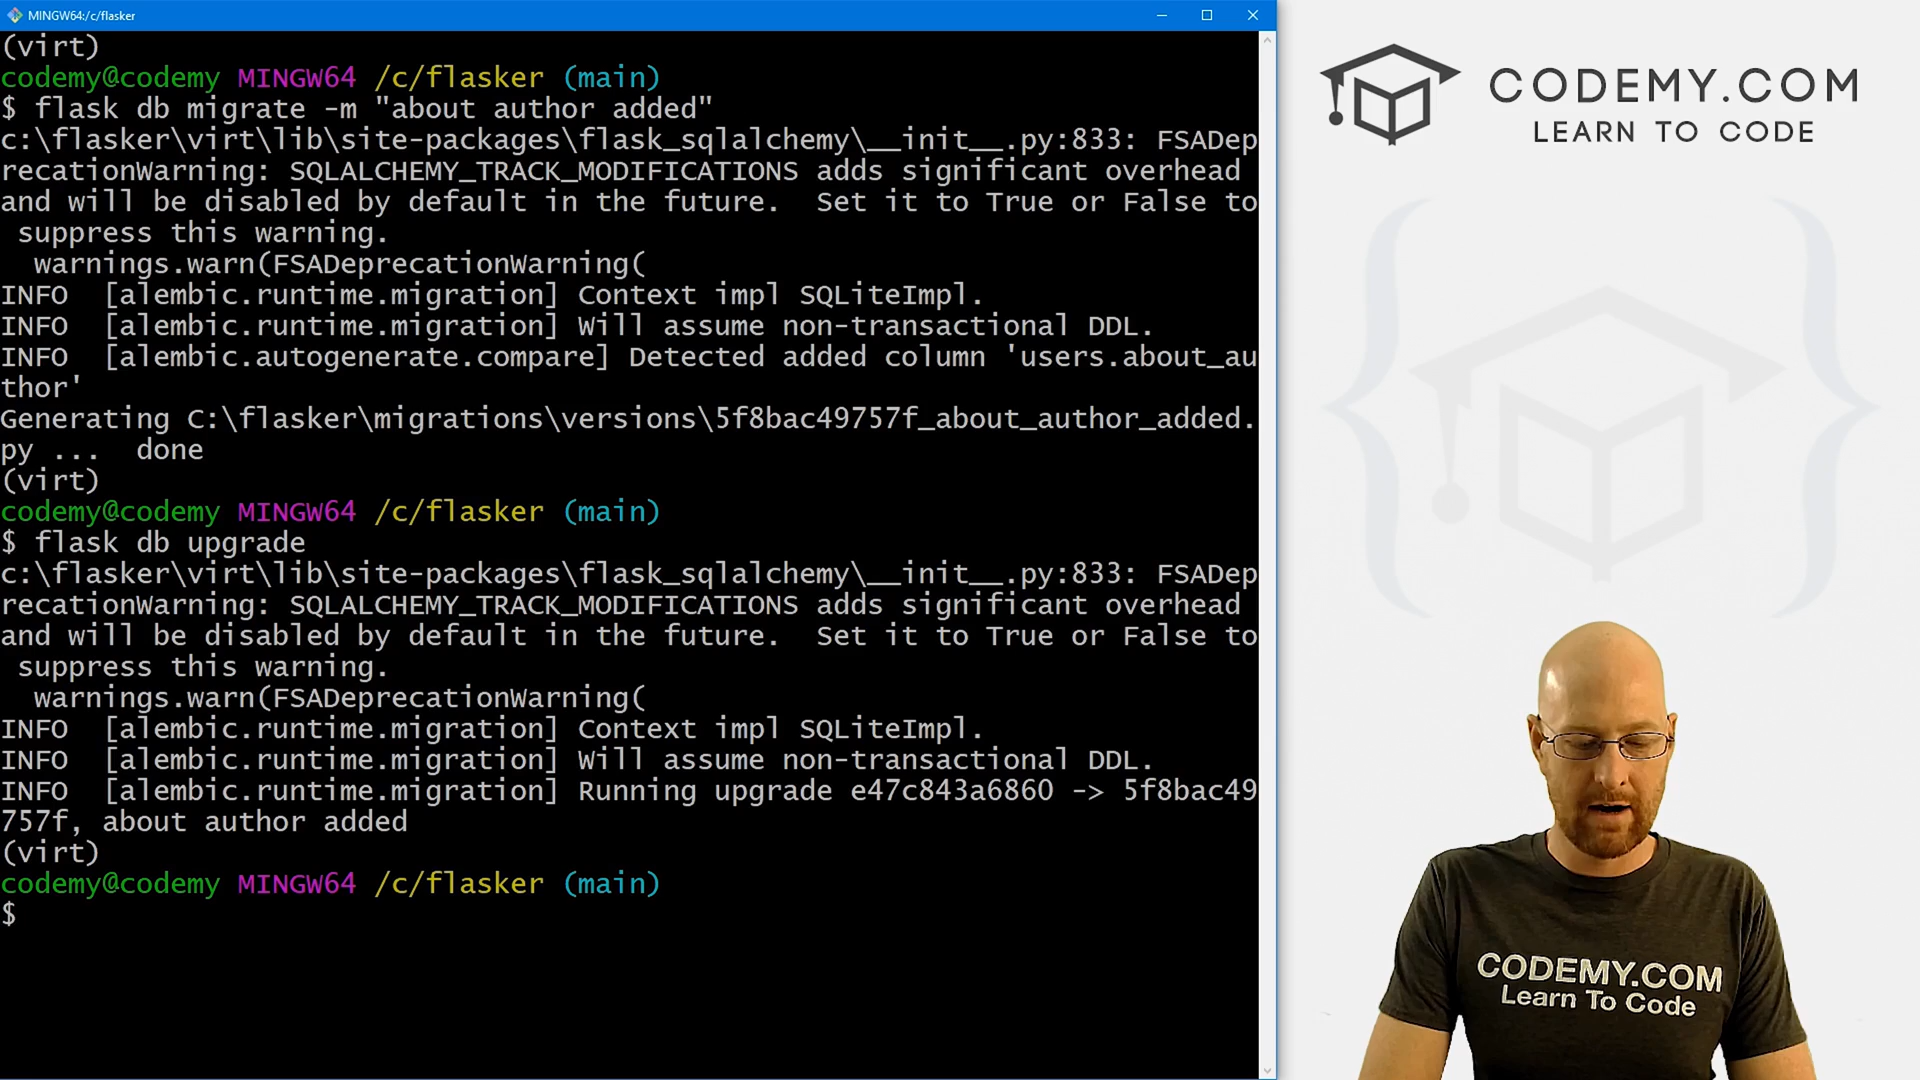 MINGW64:/c/flasker
(virt)
codemy@codemy MINGW64 /c/flasker (main)
$ flask db migrate -m "about author added"
c:\flasker\virt\lib\site-packages\flask_sqlalchemy\__init__.py:833: FSADep
recationWarning: SQLALCHEMY_TRACK_MODIFICATIONS adds significant overhead
and will be disabled by default in the future.  Set it to True or False to
 suppress this warning.
  warnings.warn(FSADeprecationWarning(
INFO  [alembic.runtime.migration] Context impl SQLiteImpl.
INFO  [alembic.runtime.migration] Will assume non-transactional DDL.
INFO  [alembic.autogenerate.compare] Detected added column 'users.about_au
thor'
Generating C:\flasker\migrations\versions\5f8bac49757f_about_author_added.
py ...  done
(virt)
codemy@codemy MINGW64 /c/flasker (main)
$ flask db upgrade
c:\flasker\virt\lib\site-packages\flask_sqlalchemy\__init__.py:833: FSADep
recationWarning: SQLALCHEMY_TRACK_MODIFICATIONS adds significant overhead
and will be disabled by default in the future.  Set it to True or False to
 suppress this warning.
  warnings.warn(FSADeprecationWarning(
INFO  [alembic.runtime.migration] Context impl SQLiteImpl.
INFO  [alembic.runtime.migration] Will assume non-transactional DDL.
INFO  [alembic.runtime.migration] Running upgrade e47c843a6860 -> 5f8bac49
757f, about author added
(virt)
codemy@codemy MINGW64 /c/flasker (main)
$
CODEMY.COM
LEARN TO CODE
CODEMY.COM
Learn To Code